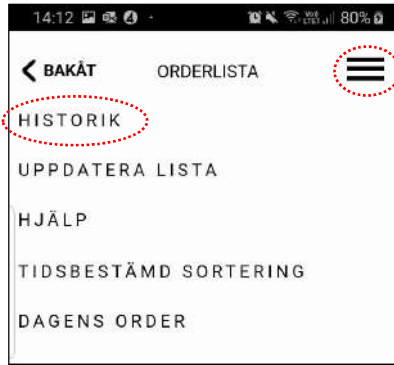 14:12 80%
BAKÅT ORDERLISTA
HISTORIK
UPPDATERA LISTA
HJÄLP
TIDSBESTÄMD SORTERING
DAGENS ORDER